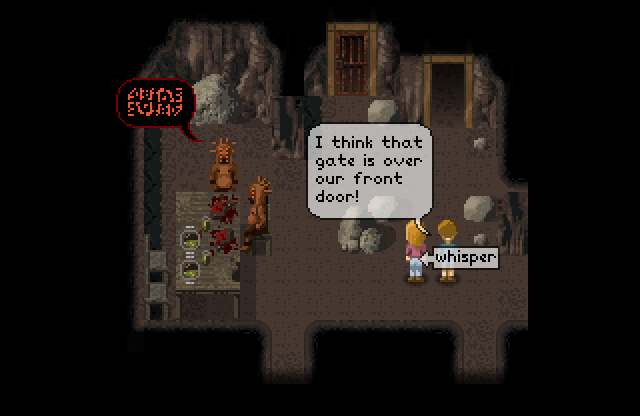 I think that
gate is over
our front
door!
whisper